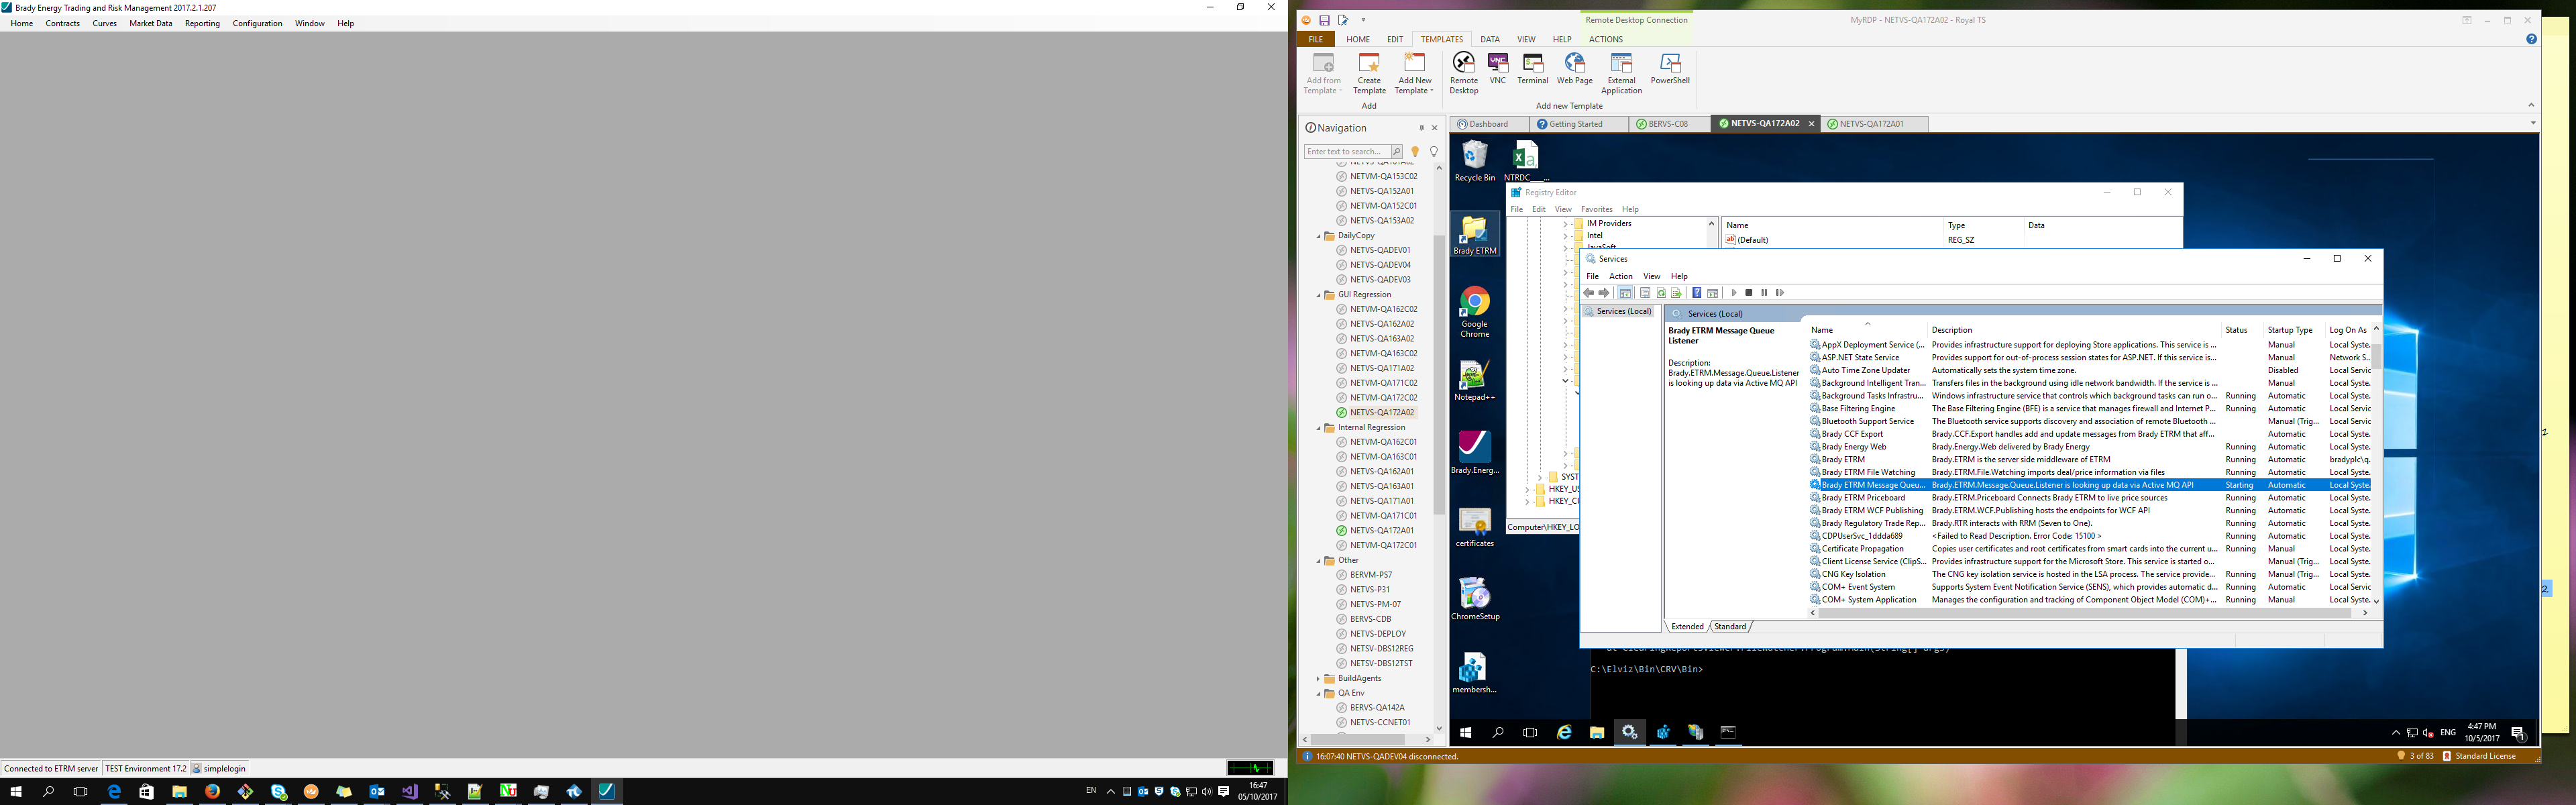 Brady Energy Trading and Risk Management 2017.2.1.207
Home Contracts Curves Market Data Reporting Configuration Window Help
Connected to ETRM server TEST Environment 17.2 simplelogin
EN 16:47
05/10/2017
Remote Desktop Connection MyRDP - NETVS-QA172A02 - Royal TS
FILE HOME EDIT TEMPLATES DATA VIEW HELP ACTIONS
Add from Template Create Template Add New Template Remote Desktop VNC Terminal Web Page External Application PowerShell
Add Add new Template
Navigation
Enter text to search...
NETVM-QA153C02
NETVS-QA152A01
NETVM-QA152C01
NETVS-QA153A02
DailyCopy
NETVS-QADEV01
NETVS-QADEV04
NETVS-QADEV03
GUI Regression
NETVM-QA162C02
NETVS-QA162A02
NETVS-QA163A02
NETVM-QA163C02
NETVS-QA171A02
NETVM-QA171C02
NETVM-QA172C02
NETVS-QA172A02
Internal Regression
NETVM-QA162C01
NETVM-QA163C01
NETVS-QA162A01
NETVS-QA163A01
NETVS-QA171A01
NETVM-QA171C01
NETVS-QA172A01
NETVM-QA172C01
Other
BERVM-PS7
NETVS-P31
NETVS-PM-07
BERVS-CDB
NETVS-DEPLOY
NETSV-DBS12REG
NETSV-DBS12TST
BuildAgents
QA Env
BERVS-QA142A
NETVS-CCNET01
Dashboard Getting Started BERVS-C08 NETVS-QA172A02 NETVS-QA172A01
Recycle Bin NTRDC___...
Brady ETRM
Google Chrome
Notepad++
Brady.Energ...
certificates
ChromeSetup
membersh...
Registry Editor
File Edit View Favorites Help
IM Providers
Intel
JavaSoft
SYST
HKEY_US
HKEY_CU
Name Type Data
(Default) REG_SZ
Computer\HKEY_LO
Services
File Action View Help
Services (Local)
Services (Local)
Brady ETRM Message Queue Listener
Description:
Brady.ETRM.Message.Queue.Listener is looking up data via Active MQ API
Name Description Status Startup Type Log On As
AppX Deployment Service (... Provides infrastructure support for deploying Store applications. This service is ... Manual Local Syste.
ASP.NET State Service Provides support for out-of-process session states for ASP.NET. If this service is... Manual Network S..
Auto Time Zone Updater Automatically sets the system time zone. Disabled Local Servic
Background Intelligent Tran... Transfers files in the background using idle network bandwidth. If the service is ... Manual Local Syste.
Background Tasks Infrastru... Windows infrastructure service that controls which background tasks can run o... Running Automatic Local Syste.
Base Filtering Engine The Base Filtering Engine (BFE) is a service that manages firewall and Internet P... Running Automatic Local Servic
Bluetooth Support Service The Bluetooth service supports discovery and association of remote Bluetooth ... Manual (Trig... Local Servic
Brady CCF Export Brady.CCF.Export handles add and update messages from Brady ETRM that aff... Automatic Local Syste.
Brady Energy Web Brady.Energy.Web delivered by Brady Energy Running Automatic Local Syste.
Brady ETRM Brady.ETRM is the server side middleware of ETRM Running Automatic bradyplc\q.
Brady ETRM File Watching Brady.ETRM.File.Watching imports deal/price information via files Running Automatic Local Syste.
Brady ETRM Message Queu... Brady.ETRM.Message.Queue.Listener is looking up data via Active MQ API Starting Automatic Local Syste.
Brady ETRM Priceboard Brady.ETRM.Priceboard Connects Brady ETRM to live price sources Running Automatic Local Syste.
Brady ETRM WCF Publishing Brady.ETRM.WCF.Publishing hosts the endpoints for WCF API Running Automatic Local Syste.
Brady Regulatory Trade Rep... Brady.RTR interacts with RRM (Seven to One). Running Automatic Local Syste.
CDPUserSvc_1ddda689 <Failed to Read Description. Error Code: 15100 > Running Automatic Local Syste.
Certificate Propagation Copies user certificates and root certificates from smart cards into the current u... Running Manual Local Syste.
Client License Service (ClipS... Provides infrastructure support for the Microsoft Store. This service is started o... Manual (Trig... Local Syste.
CNG Key Isolation The CNG key isolation service is hosted in the LSA process. The service provide... Running Manual (Trig... Local Syste.
COM+ Event System Supports System Event Notification Service (SENS), which provides automatic d... Running Automatic Local Servic
COM+ System Application Manages the configuration and tracking of Component Object Model (COM)+... Running Manual Local Syste.
Extended Standard
C:\Elviz\Bin\CRV\Bin>
ENG 4:47 PM
10/5/2017
16:07:40 NETVS-QADEV04 disconnected. 3 of 83 Standard License